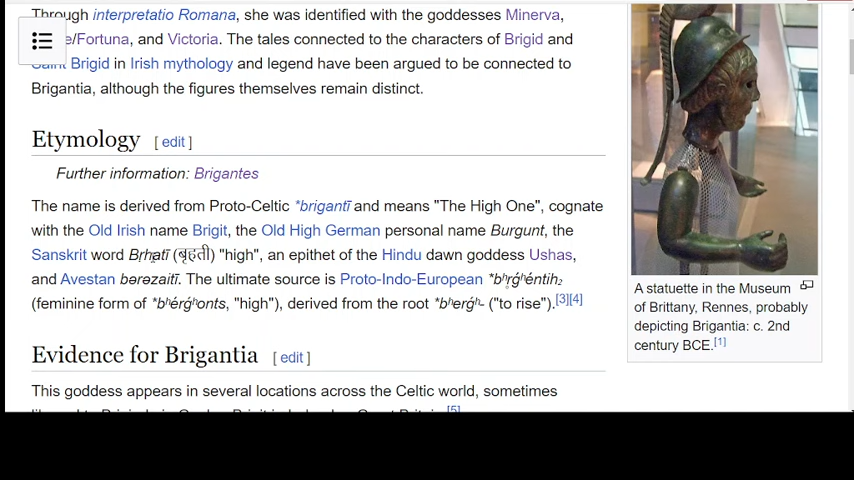 Through interpretatio Romana, she was identified with the goddesses Minerva,
/Fortuna, and Victoria. The tales connected to the characters of Brigid and
Saint Brigid in Irish mythology and legend have been argued to be connected to
Brigantia, although the figures themselves remain distinct.
Etymology [ edit ]
Further information: Brigantes
The name is derived from Proto-Celtic *brigantī and means "The High One", cognate
with the Old Irish name Brigit, the Old High German personal name Burgunt, the
Sanskrit word Bṛhatī (बृहती) "high", an epithet of the Hindu dawn goddess Ushas,
and Avestan bərəzaitī. The ultimate source is Proto-Indo-European *bʰr̥ǵʰéntih₂
(feminine form of *bʰérǵʰonts, "high"), derived from the root *bʰerǵʰ- ("to rise").[3][4]
Evidence for Brigantia [ edit ]
This goddess appears in several locations across the Celtic world, sometimes
[5]
A statuette in the Museum
of Brittany, Rennes, probably
depicting Brigantia: c. 2nd
century BCE.[1]